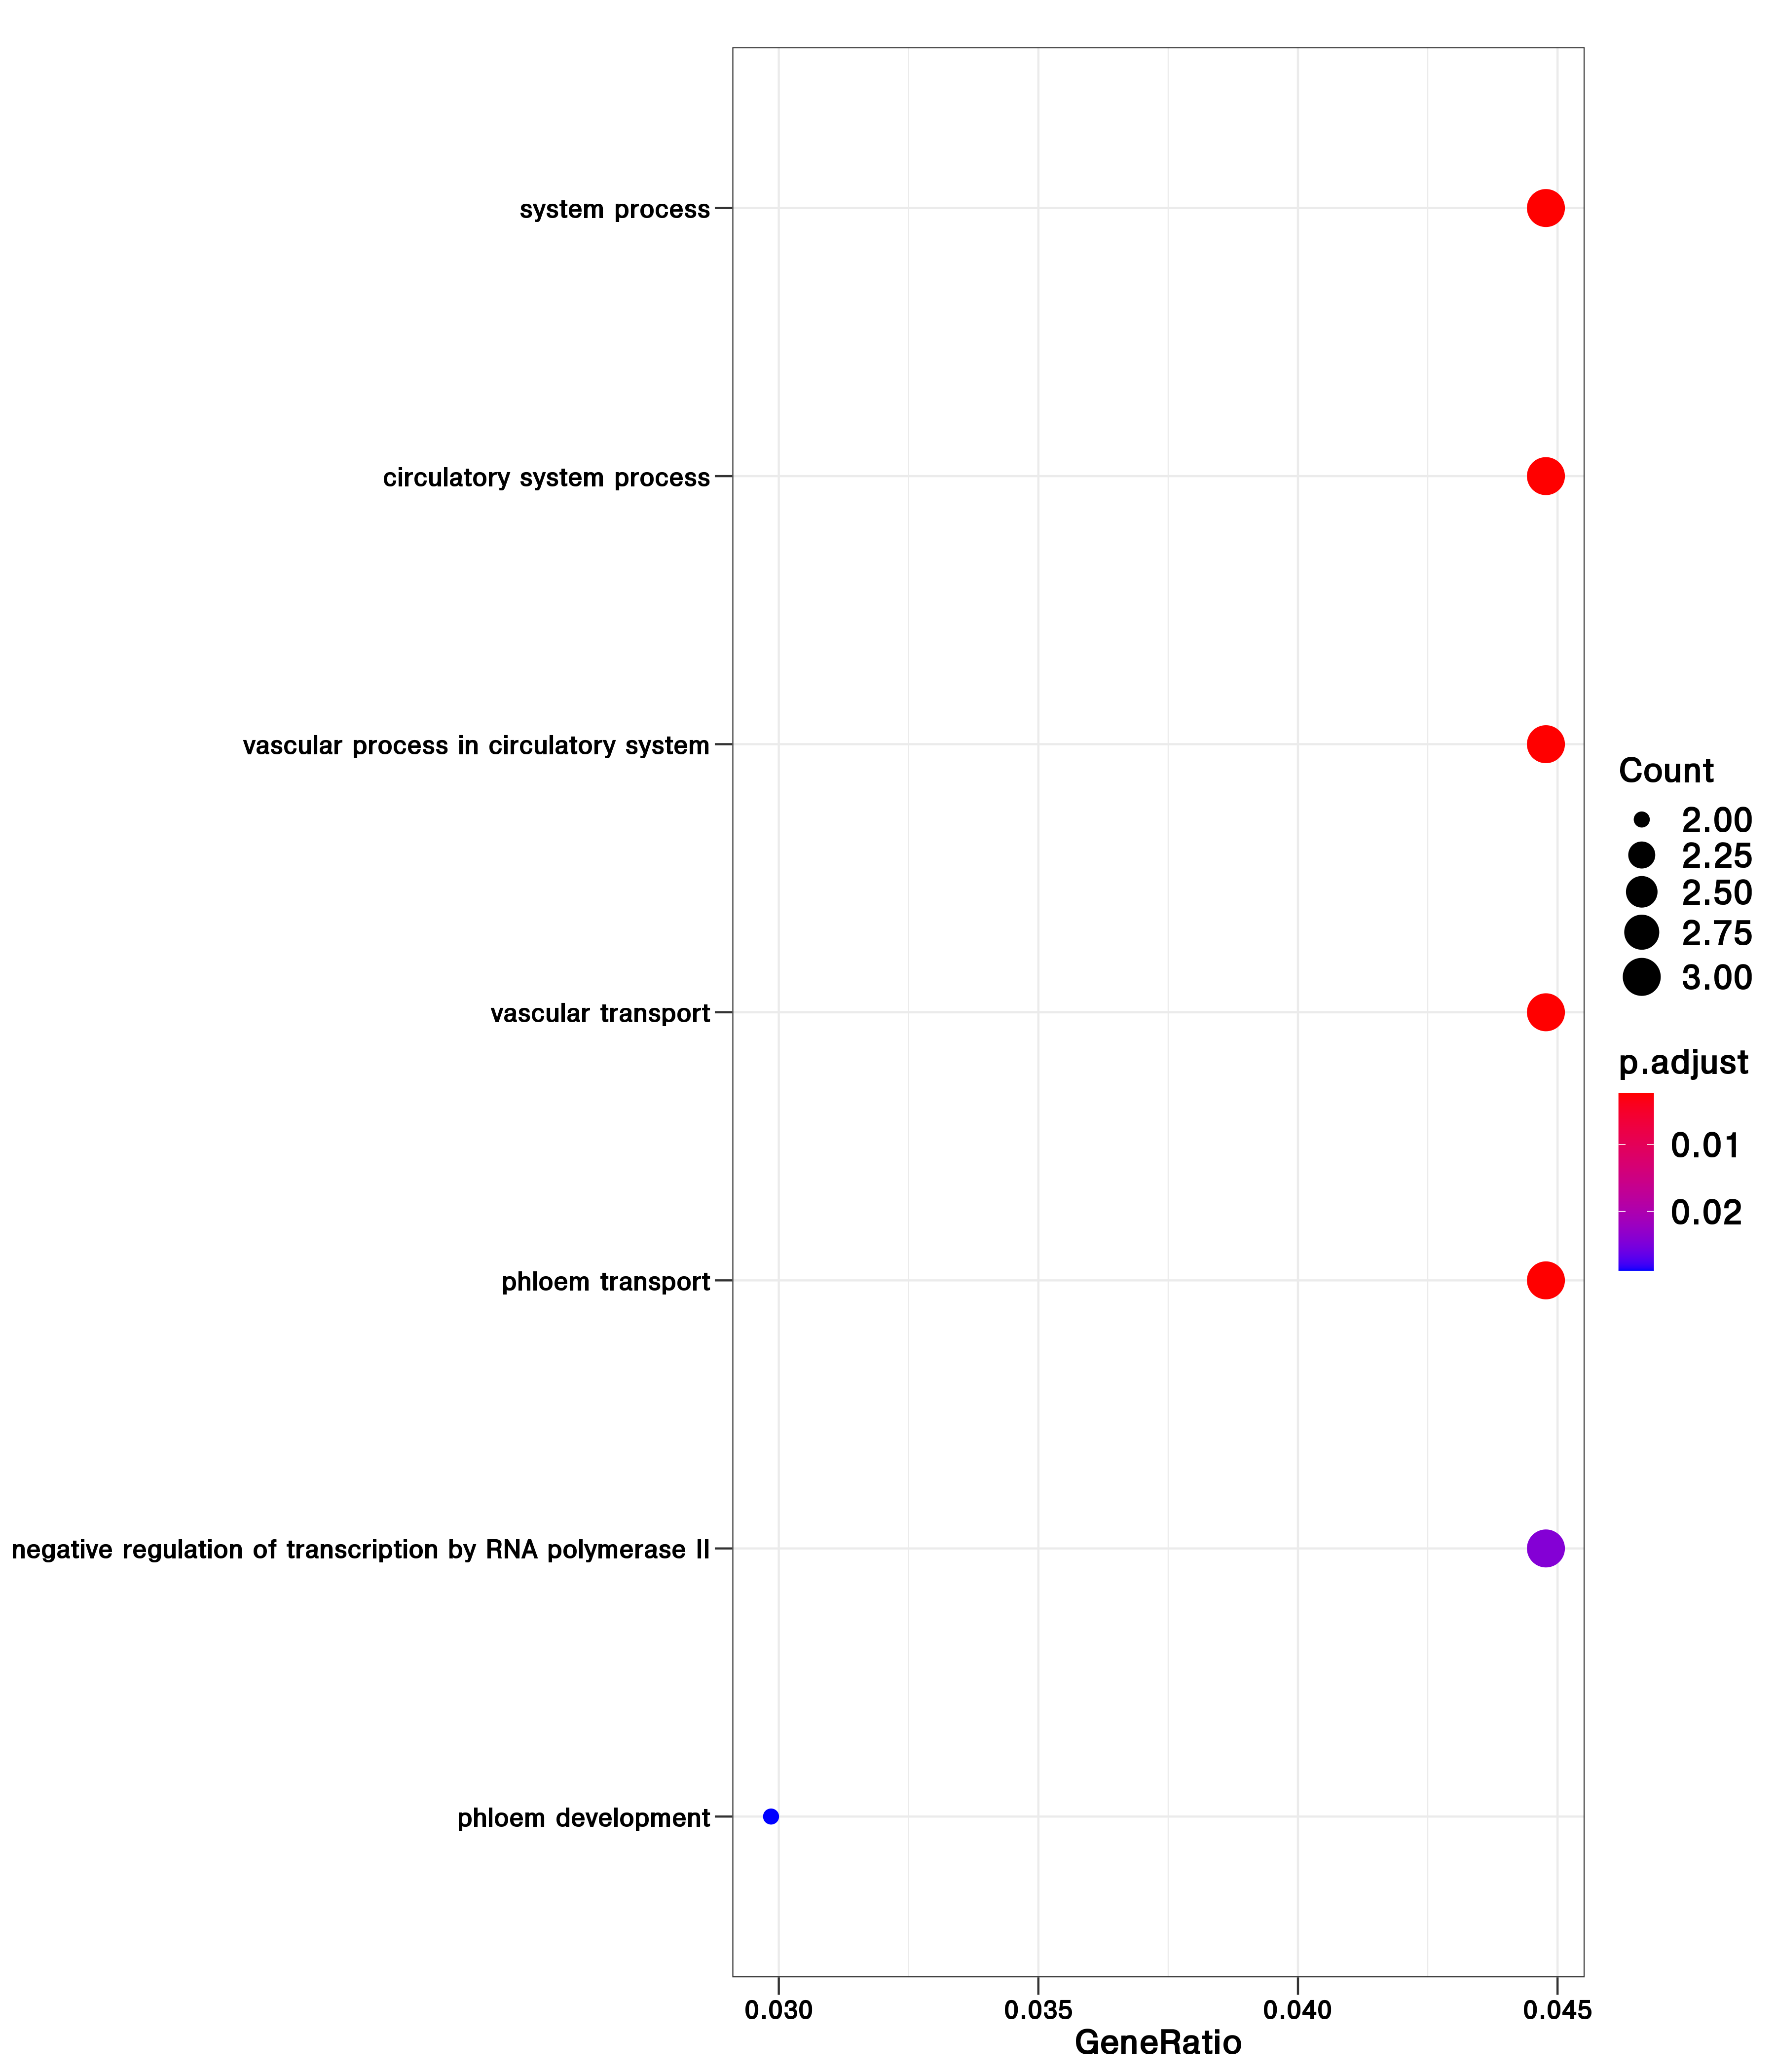 system process
circulatory system process
vascular process in circulatory system
vascular transport
phloem transport
negative regulation of transcription by RNA polymerase II
phloem development
0.030
0.035
0.040
0.045
GeneRatio
Count
2.00
2.25
2.50
2.75
3.00
p.adjust
0.01
0.02